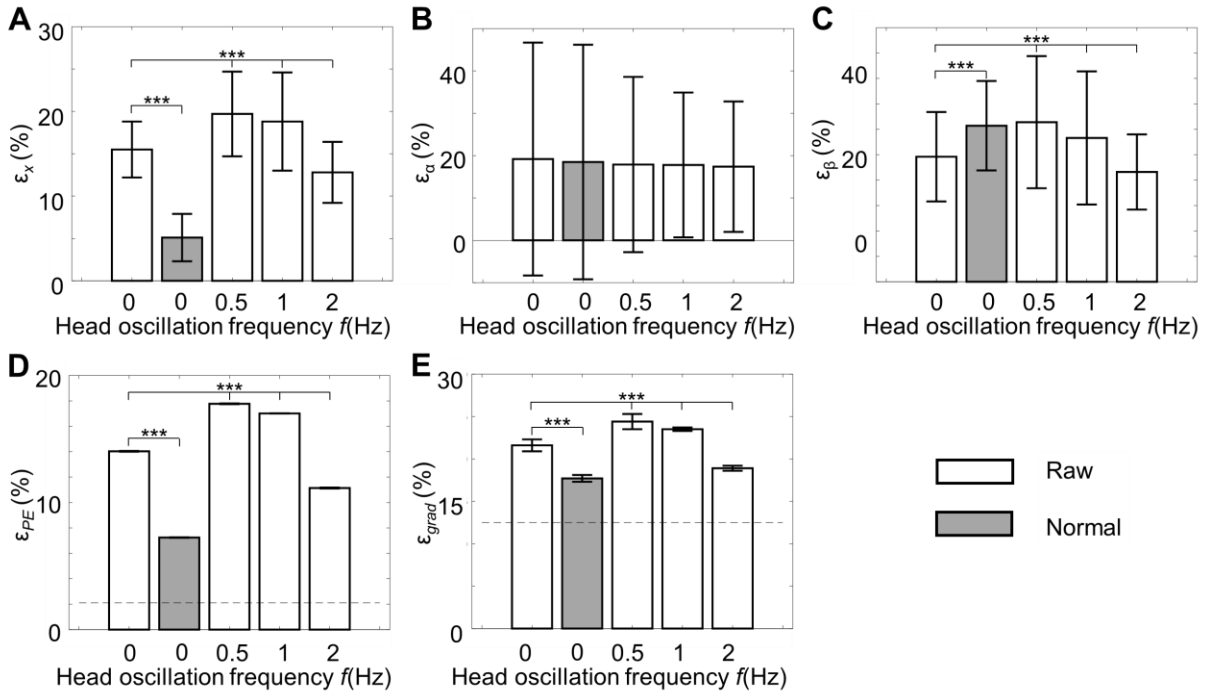 A
30
20
10
0
εx (%)
***
***
0 0 0.5 1 2
Head oscillation frequency f(Hz)
B
40
20
0
εα (%)
0 0 0.5 1 2
Head oscillation frequency f(Hz)
C
40
20
0
εβ (%)
***
***
0 0 0.5 1 2
Head oscillation frequency f(Hz)
D
20
10
0
εPE (%)
***
***
0 0 0.5 1 2
Head oscillation frequency f(Hz)
E
30
15
0
εgrad (%)
***
***
0 0 0.5 1 2
Head oscillation frequency f(Hz)
Raw
Normal